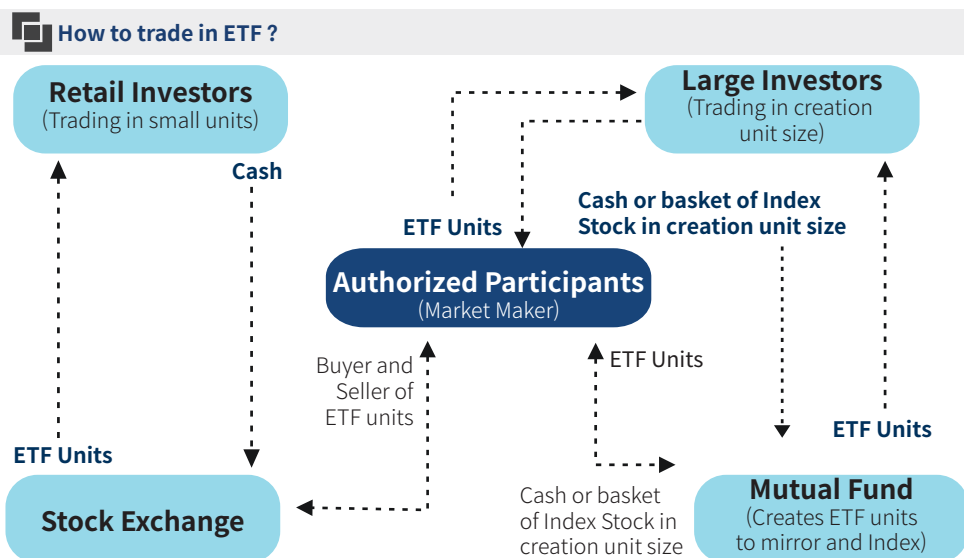 How to trade in ETF ?
Retail Investors
(Trading in small units)
Large Investors
(Trading in creation
unit size)
Cash
Cash or basket of Index
Stock in creation unit size
ETF Units
Authorized Participants
(Market Maker)
Buyer and
Seller of
ETF units
ETF Units
ETF Units
ETF Units
Stock Exchange
Cash or basket
of Index Stock in
creation unit size
Mutual Fund
(Creates ETF units
to mirror and Index)